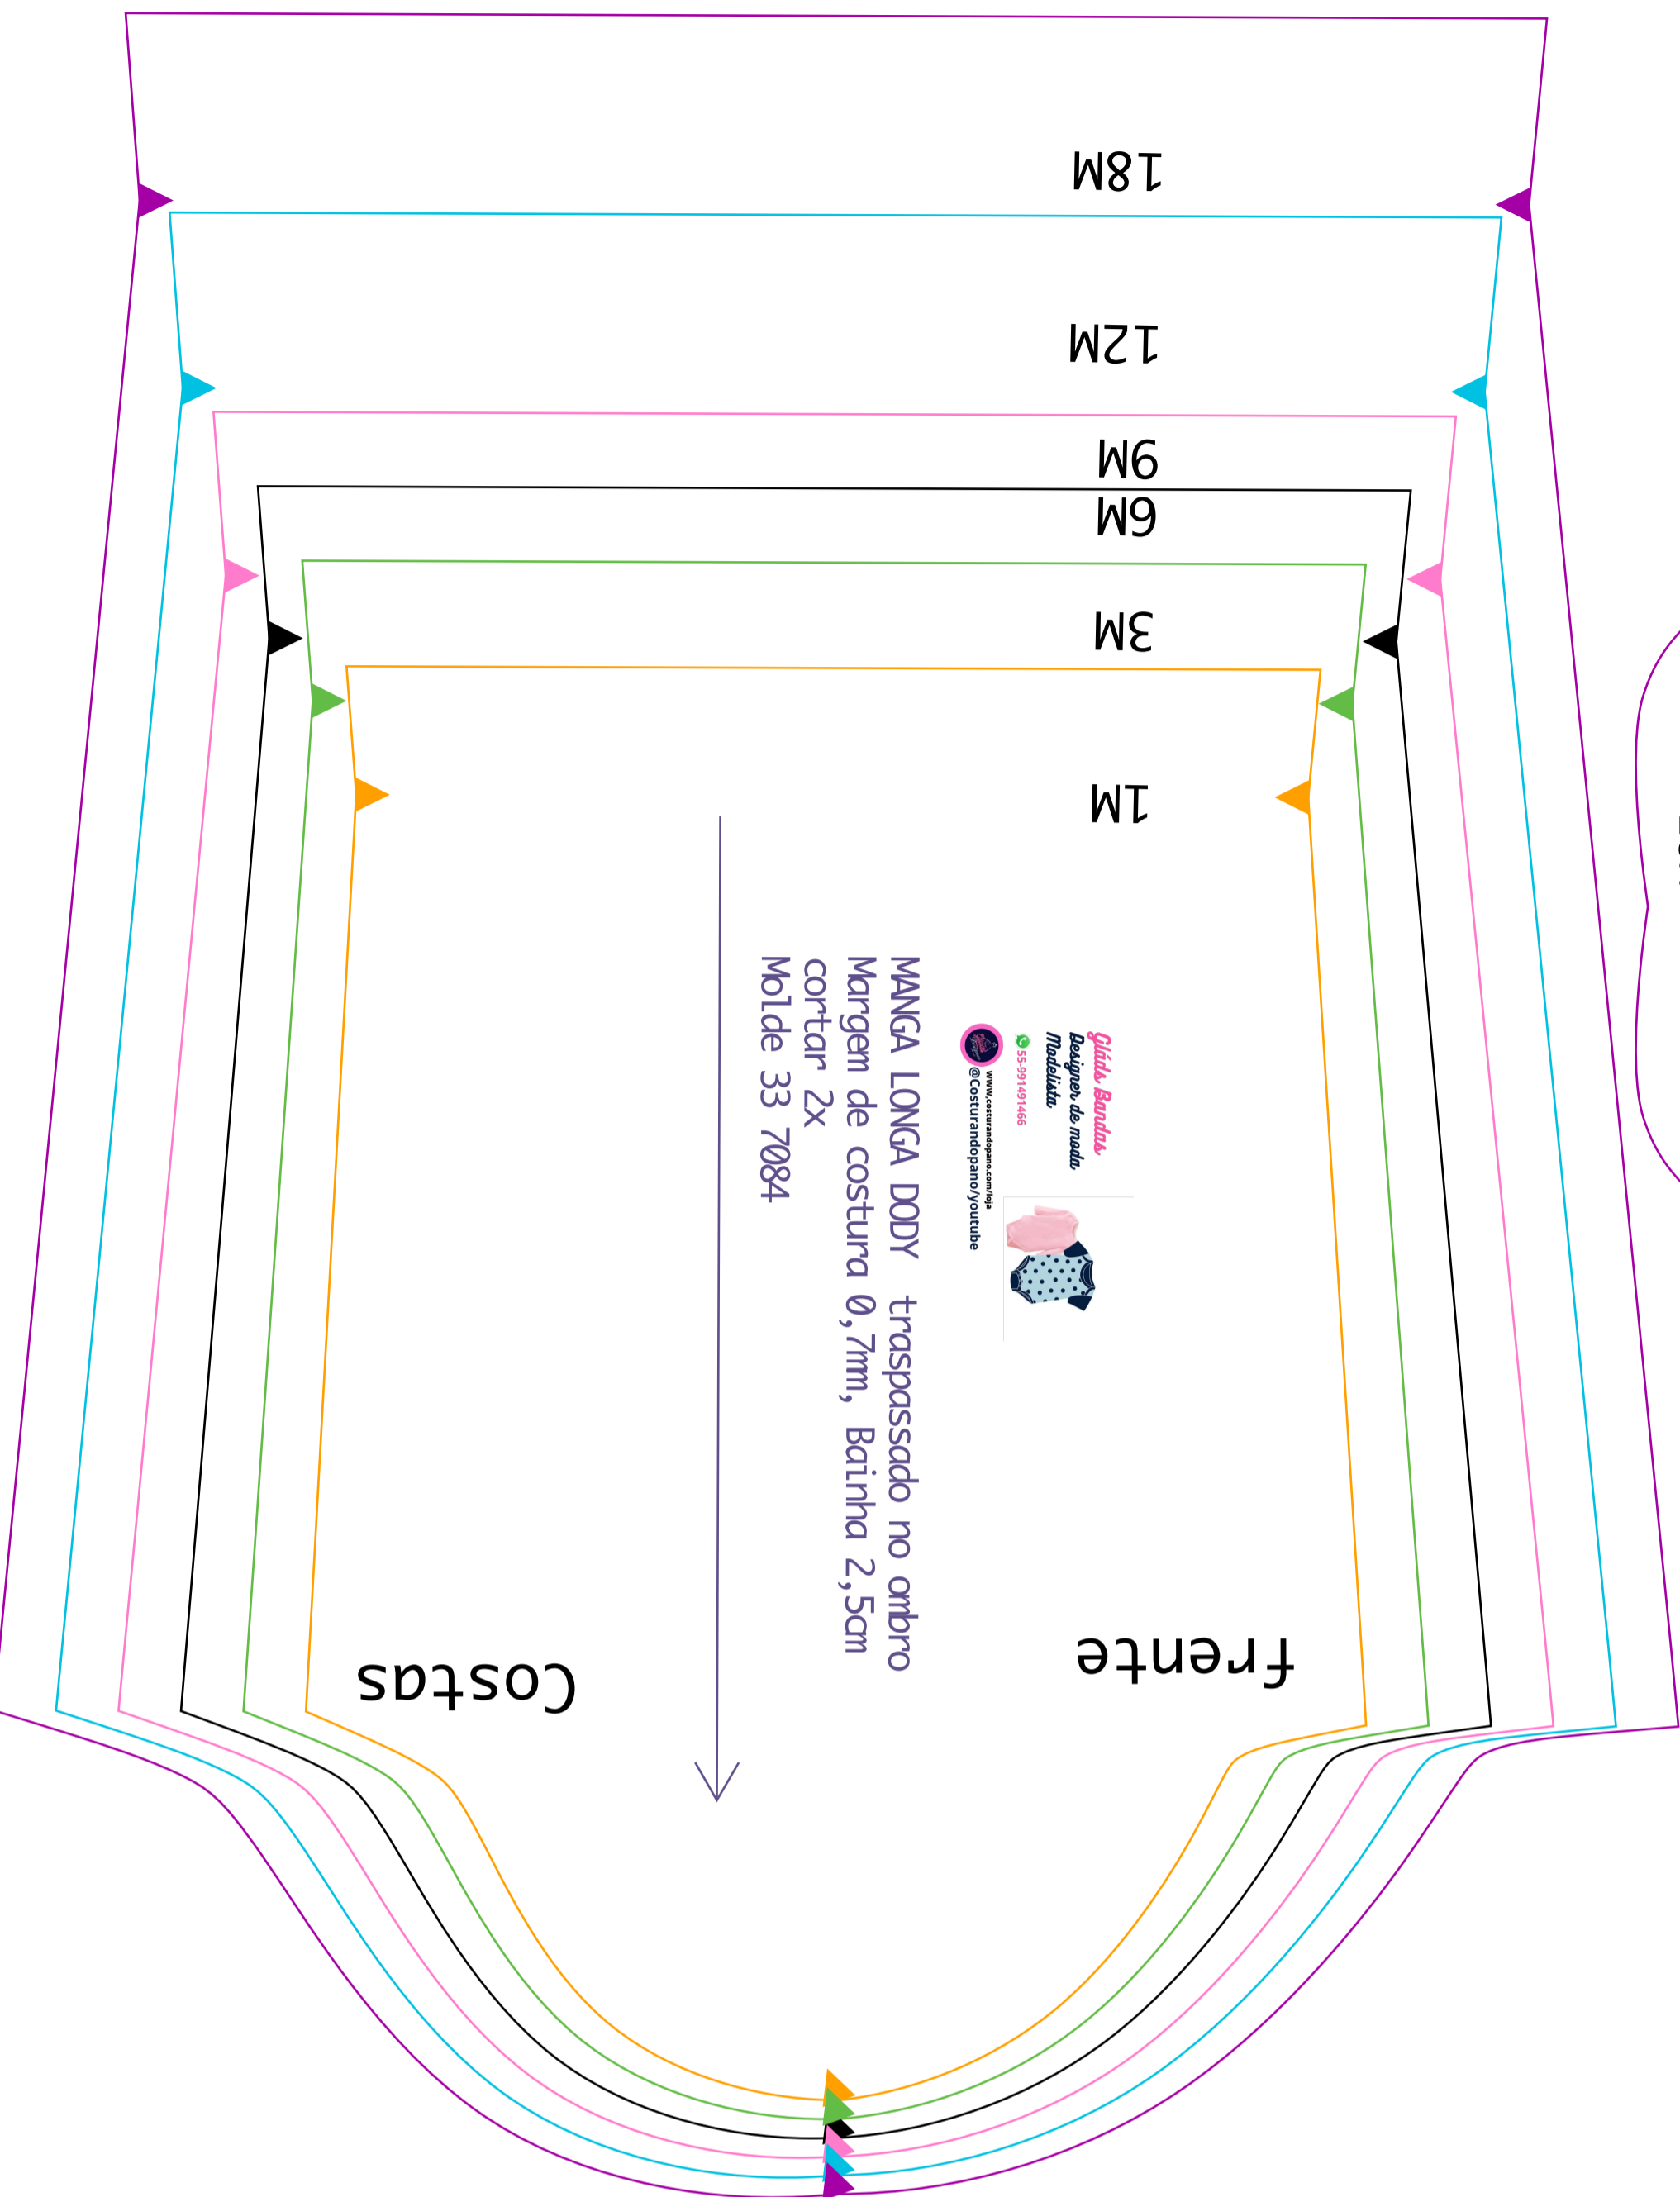 18M
12M
9M
6M
3M
1M
MANGA LONGA DODY traspassado no ombro
Margem de costura 0,7mm, Bainha 2,5cm
cortar 2x
Molde 33 7084
Gláds Bandas
Designer de moda
Modelista
55-991491466
www.costurandopano.com/loja
@Costurandopano/youtube
Costas
frente